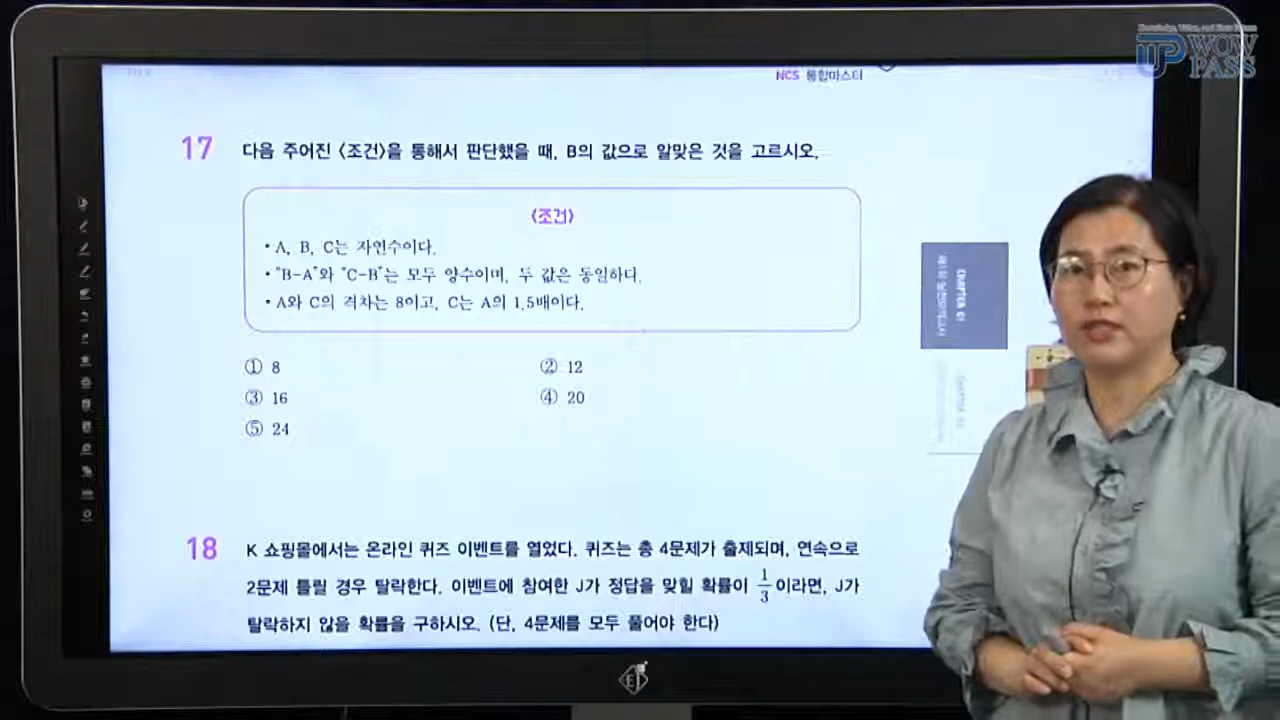 WOW
PASS
NCS 통합마스터
17 다음 주어진 〈조건〉을 통해서 판단했을 때, B의 값으로 알맞은 것을 고르시오.
〈조건〉
• A, B, C는 자연수이다.
• "B-A"와 "C-B"는 모두 양수이며, 두 값은 동일하다.
• A와 C의 격차는 8이고, C는 A의 1.5배이다.
① 8 ② 12
③ 16 ④ 20
⑤ 24
CHAPTER 01
18 K 쇼핑몰에서는 온라인 퀴즈 이벤트를 열었다. 퀴즈는 총 4문제가 출제되며, 연속으로
2문제 틀릴 경우 탈락한다. 이벤트에 참여한 J가 정답을 맞힐 확률이 1/3이라면, J가
탈락하지 않을 확률을 구하시오. (단, 4문제를 모두 풀어야 한다)